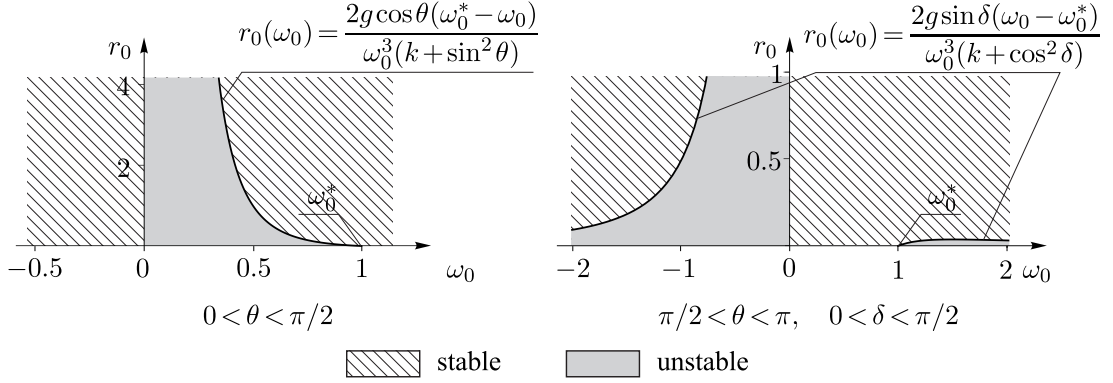 r₀
r₀(ω₀) = 2g cos θ(ω₀* − ω₀) / ω₀³(k + sin² θ)
4
2
ω₀*
−0.5
0
0.5
1
ω₀
0 < θ < π/2
r₀
r₀(ω₀) = 2g sin δ(ω₀ − ω₀*) / ω₀³(k + cos² δ)
1
0.5
ω₀*
−2
−1
0
1
2
ω₀
π/2 < θ < π, 0 < δ < π/2
stable
unstable